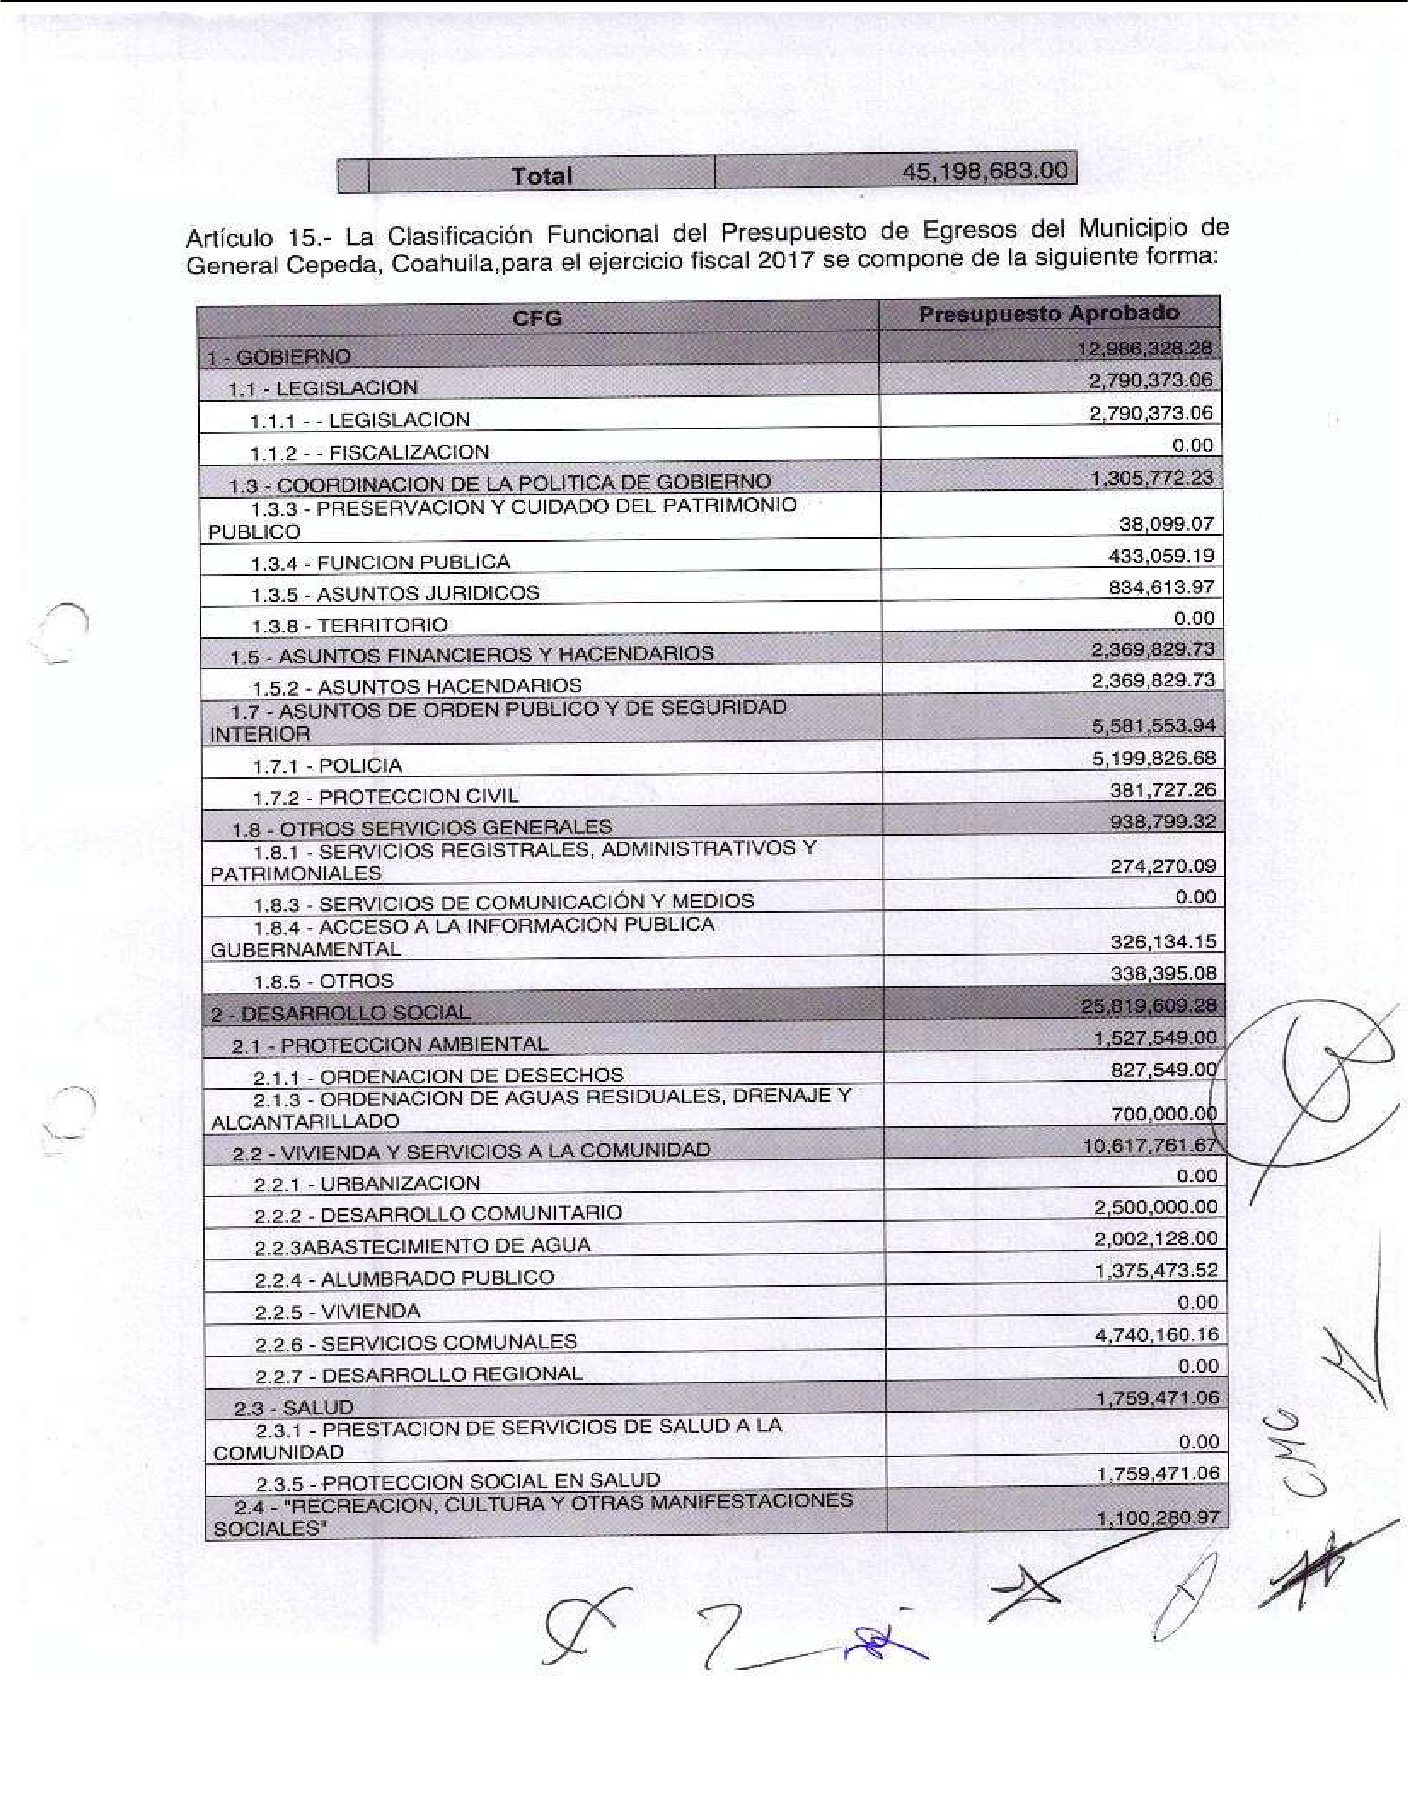 Total 45,198,683.00
Artículo 15.- La Clasificación Funcional del Presupuesto de Egresos del Municipio de
General Cepeda, Coahuila,para el ejercicio fiscal 2017 se compone de la siguiente forma:
CFG Presupuesto Aprobado
1 - GOBIERNO 12,986,328.28
1.1 - LEGISLACION 2,790,373.06
1.1.1 - - LEGISLACION 2,790,373.06
1.1.2 - - FISCALIZACION 0.00
1.3 - COORDINACION DE LA POLITICA DE GOBIERNO 1,305,772.23
1.3.3 - PRESERVACION Y CUIDADO DEL PATRIMONIO
PUBLICO 38,099.07
1.3.4 - FUNCION PUBLICA 433,059.19
1.3.5 - ASUNTOS JURIDICOS 834,613.97
1.3.8 - TERRITORIO 0.00
1.5 - ASUNTOS FINANCIEROS Y HACENDARIOS 2,369,829.73
1.5.2 - ASUNTOS HACENDARIOS 2,369,829.73
1.7 - ASUNTOS DE ORDEN PUBLICO Y DE SEGURIDAD
INTERIOR 5,581,553.94
1.7.1 - POLICIA 5,199,826.68
1.7.2 - PROTECCION CIVIL 381,727.26
1.8 - OTROS SERVICIOS GENERALES 938,799.32
1.8.1 - SERVICIOS REGISTRALES, ADMINISTRATIVOS Y
PATRIMONIALES 274,270.09
1.8.3 - SERVICIOS DE COMUNICACIÓN Y MEDIOS 0.00
1.8.4 - ACCESO A LA INFORMACION PUBLICA
GUBERNAMENTAL 326,134.15
1.8.5 - OTROS 338,395.08
2 - DESARROLLO SOCIAL 25,819,609.28
2.1 - PROTECCION AMBIENTAL 1,527,549.00
2.1.1 - ORDENACION DE DESECHOS 827,549.00
2.1.3 - ORDENACION DE AGUAS RESIDUALES, DRENAJE Y
ALCANTARILLADO 700,000.00
2.2 - VIVIENDA Y SERVICIOS A LA COMUNIDAD 10,617,761.67
2.2.1 - URBANIZACION 0.00
2.2.2 - DESARROLLO COMUNITARIO 2,500,000.00
2.2.3ABASTECIMIENTO DE AGUA 2,002,128.00
2.2.4 - ALUMBRADO PUBLICO 1,375,473.52
2.2.5 - VIVIENDA 0.00
2.2.6 - SERVICIOS COMUNALES 4,740,160.16
2.2.7 - DESARROLLO REGIONAL 0.00
2.3 - SALUD 1,759,471.06
2.3.1 - PRESTACION DE SERVICIOS DE SALUD A LA
COMUNIDAD 0.00
2.3.5 - PROTECCION SOCIAL EN SALUD 1,759,471.06
2.4 - "RECREACION, CULTURA Y OTRAS MANIFESTACIONES
SOCIALES" 1,100,280.97
CMG